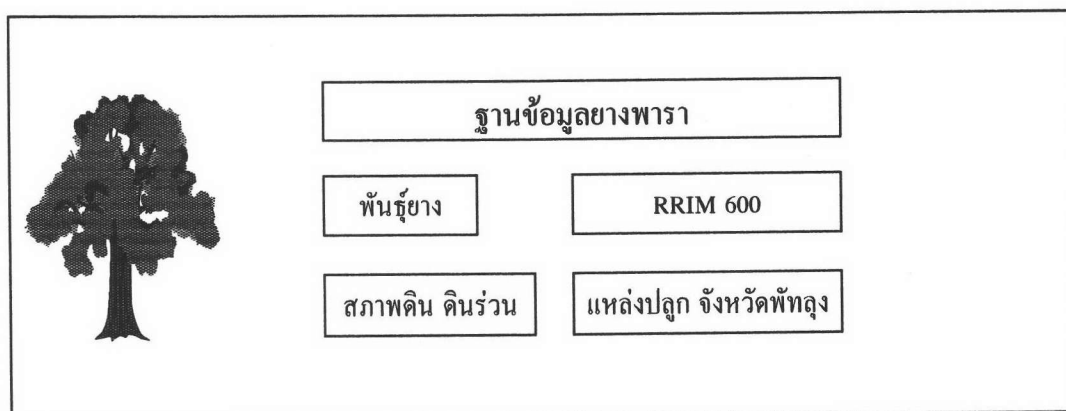 ฐานข้อมูลยางพารา
พันธุ์ยาง RRIM 600
สภาพดิน ดินร่วน แหล่งปลูก จังหวัดพัทลุง